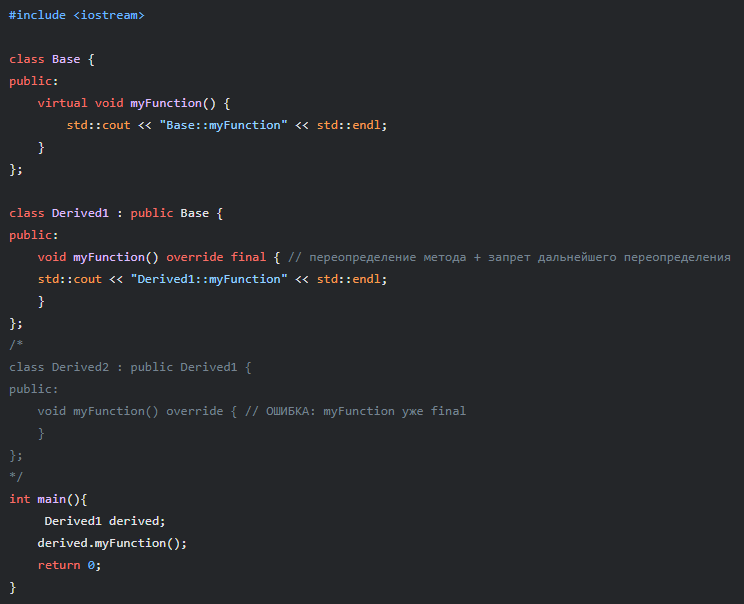 #include <iostream>

class Base {
public:
    virtual void myFunction() {
        std::cout << "Base::myFunction" << std::endl;
    }
};

class Derived1 : public Base {
public:
    void myFunction() override final { // переопределение метода + запрет дальнейшего переопределения
    std::cout << "Derived1::myFunction" << std::endl;
    }
};
/*
class Derived2 : public Derived1 {
public:
    void myFunction() override { // ОШИБКА: myFunction уже final
    }
};
*/
int main(){
     Derived1 derived;
    derived.myFunction();
    return 0;
}